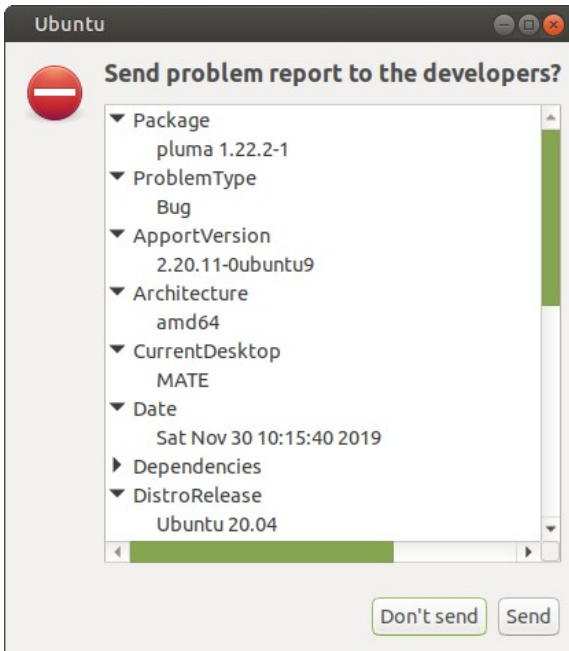 Ubuntu
Send problem report to the developers?
Package
pluma 1.22.2-1
ProblemType
Bug
ApportVersion
2.20.11-0ubuntu9
Architecture
amd64
CurrentDesktop
MATE
Date
Sat Nov 30 10:15:40 2019
Dependencies
DistroRelease
Ubuntu 20.04
Don't send Send